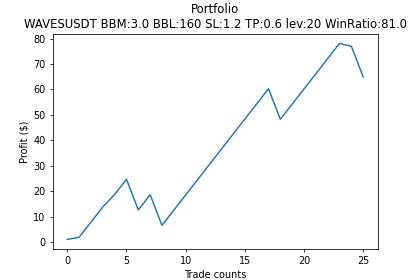 Portfolio
WAVESUSDT BBM:3.0 BBL:160 SL:1.2 TP:0.6 lev:20 WinRatio:81.0
80
70
60
50
40
30
20
10
0
Profit ($)
0 5 10 15 20 25
Trade counts